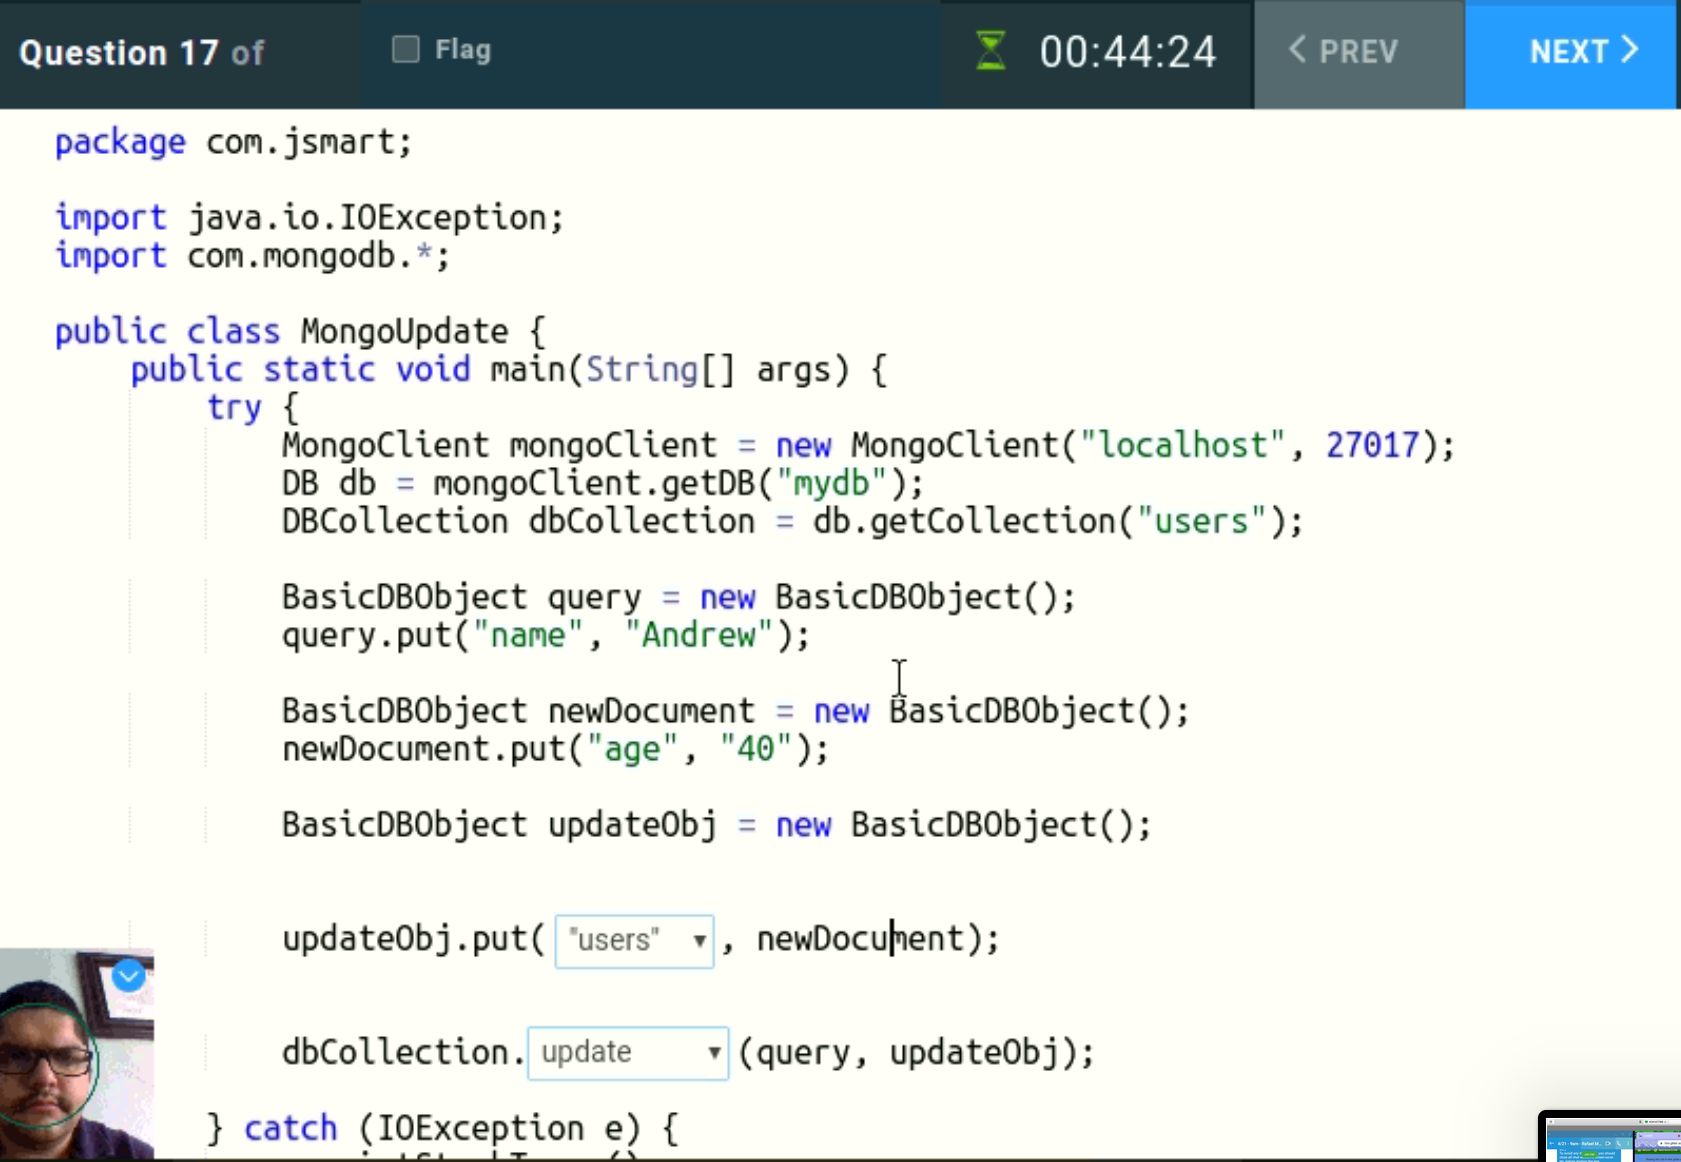 Question 17 of
Flag
00:44:24
PREV
NEXT
package com.jsmart;
import java.io.IOException;
import com.mongodb.*;
public class MongoUpdate {
public static void main(String[] args) {
try {
MongoClient mongoClient = new MongoClient("localhost", 27017);
DB db = mongoClient.getDB("mydb");
DBCollection dbCollection = db.getCollection("users");
BasicDBObject query = new BasicDBObject();
query.put("name", "Andrew");
BasicDBObject newDocument = new BasicDBObject();
newDocument.put("age", "40");
BasicDBObject updateObj = new BasicDBObject();
updateObj.put( "users" , newDocument);
dbCollection. update (query, updateObj);
} catch (IOException e) {